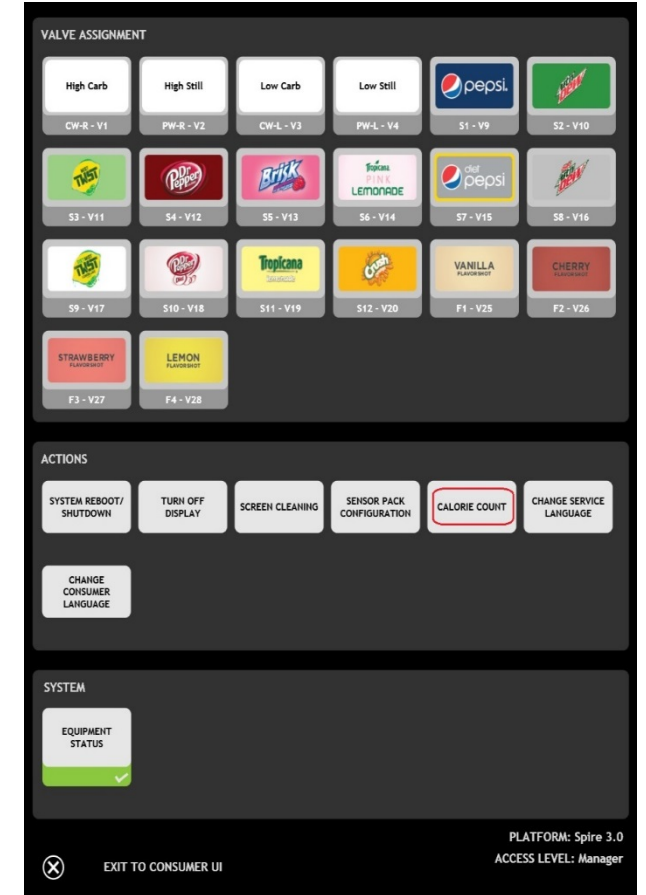 VALVE ASSIGNMENT
High Carb
High Still
Low Carb
Low Still
pepsi.
CW-R - V1
PW-R - V2
CW-L - V3
PW-L - V4
S1 - V9
S2 - V10
TWST
Dr Pepper
Brisk
Tropicana
PINK
LEMONADE
diet
pepsi
DEW
S3 - V11
S4 - V12
S5 - V13
S6 - V14
S7 - V15
S8 - V16
TWST
Dr Pepper
Tropicana
Crush
VANILLA
FLAVORSHOT
CHERRY
FLAVORSHOT
S9 - V17
S10 - V18
S11 - V19
S12 - V20
F1 - V25
F2 - V26
STRAWBERRY
FLAVORSHOT
LEMON
FLAVORSHOT
F3 - V27
F4 - V28
ACTIONS
SYSTEM REBOOT/
SHUTDOWN
TURN OFF
DISPLAY
SCREEN CLEANING
SENSOR PACK
CONFIGURATION
CALORIE COUNT
CHANGE SERVICE
LANGUAGE
CHANGE
CONSUMER
LANGUAGE
SYSTEM
EQUIPMENT
STATUS
PLATFORM: Spire 3.0
EXIT TO CONSUMER UI
ACCESS LEVEL: Manager